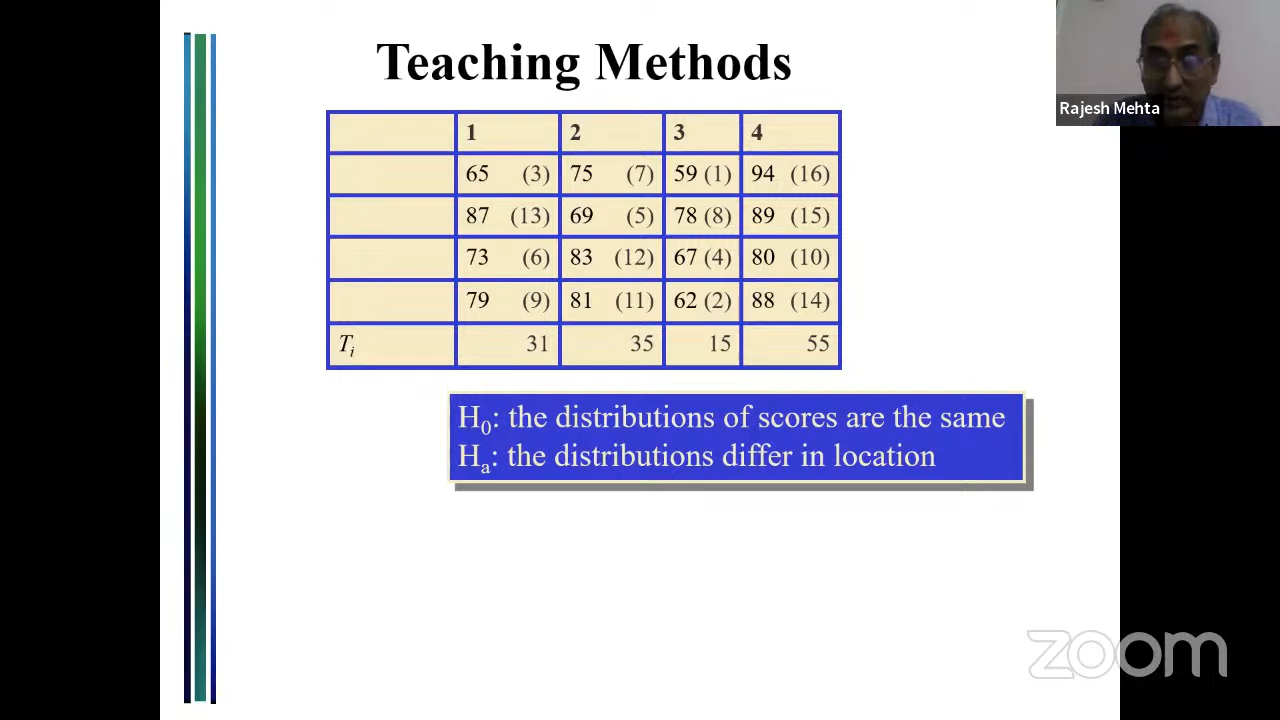 Teaching Methods
Rajesh Mehta
1 2 3 4
65 (3) 75 (7) 59 (1) 94 (16)
87 (13) 69 (5) 78 (8) 89 (15)
73 (6) 83 (12) 67 (4) 80 (10)
79 (9) 81 (11) 62 (2) 88 (14)
Ti 31 35 15 55
H0: the distributions of scores are the same
Ha: the distributions differ in location
zoom